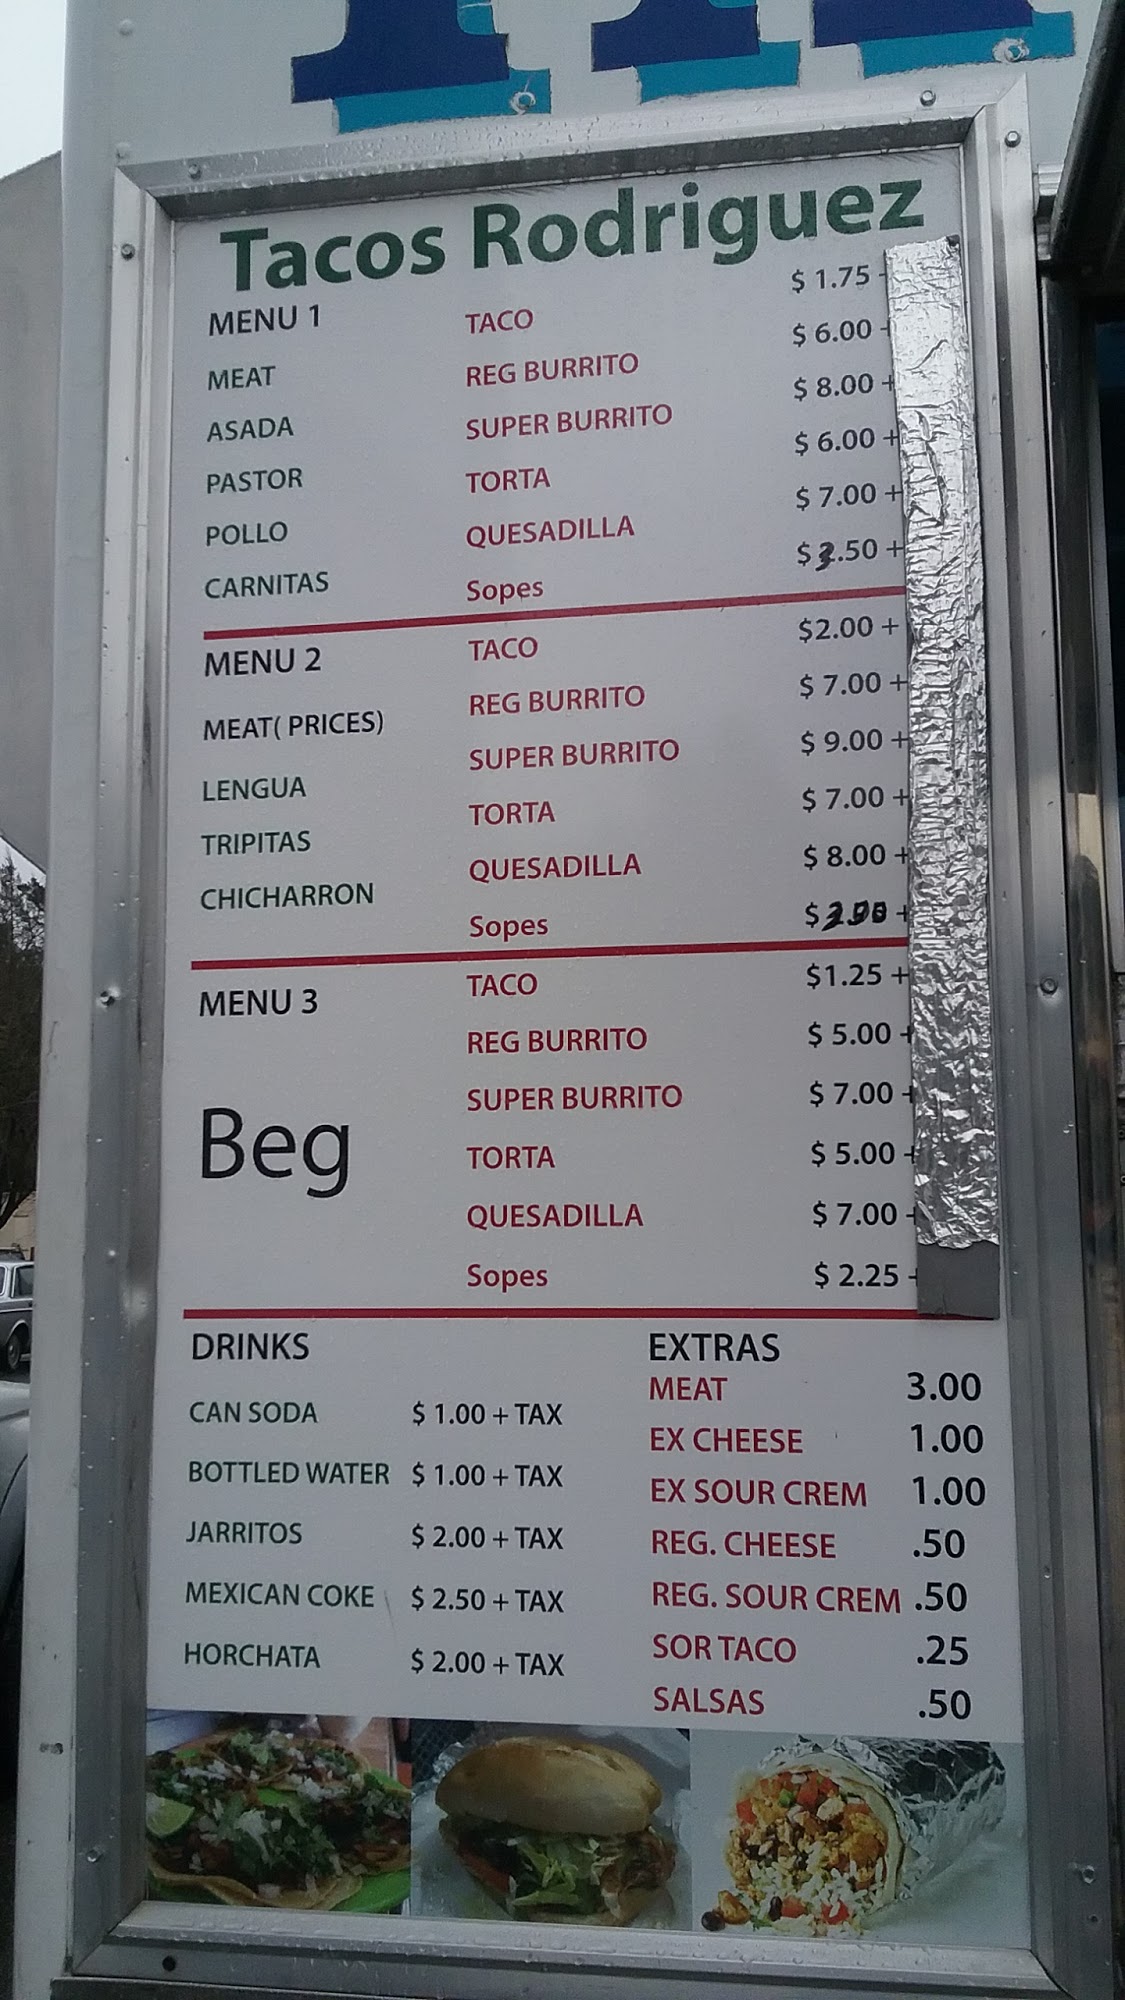 Tacos Rodriguez
MENU 1 TACO $ 1.75
MEAT REG BURRITO $ 6.00
ASADA SUPER BURRITO $ 8.00 +
PASTOR TORTA $ 6.00 +
POLLO QUESADILLA $ 7.00 +
CARNITAS Sopes $ 3.50 +
MENU 2 TACO $2.00 +
MEAT( PRICES) REG BURRITO $ 7.00 +
LENGUA SUPER BURRITO $ 9.00 +
TRIPITAS TORTA $ 7.00 +
CHICHARRON QUESADILLA $ 8.00 +
Sopes $
MENU 3 TACO $1.25 +
REG BURRITO $ 5.00 +
Beg SUPER BURRITO $ 7.00
TORTA $ 5.00
QUESADILLA $ 7.00
Sopes $ 2.25
DRINKS
CAN SODA $ 1.00 + TAX
BOTTLED WATER $ 1.00 + TAX
JARRITOS $ 2.00 + TAX
MEXICAN COKE $ 2.50 + TAX
HORCHATA $ 2.00 + TAX
EXTRAS
MEAT 3.00
EX CHEESE 1.00
EX SOUR CREM 1.00
REG. CHEESE .50
REG. SOUR CREM .50
SOR TACO .25
SALSAS .50